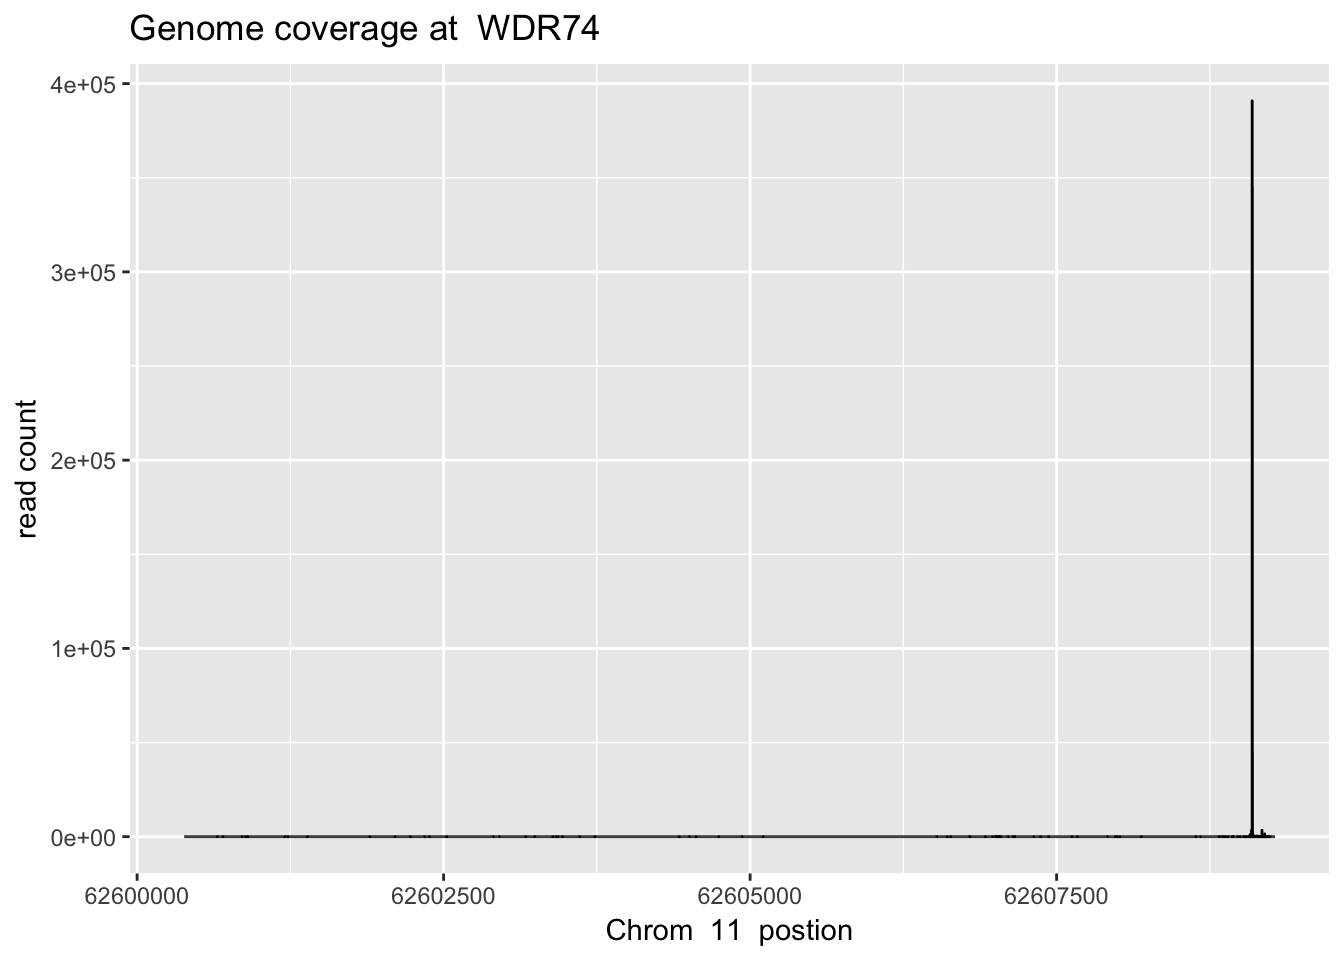 Genome coverage at  WDR74
4e+05
3e+05
2e+05
1e+05
0e+00
read count
62600000
62602500
62605000
62607500
Chrom  11  postion